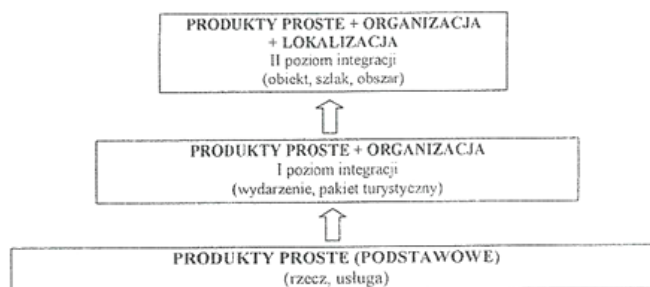 PRODUKTY PROSTE + ORGANIZACJA
+ LOKALIZACJA
II poziom integracji
(obiekt, szlak, obszar)
PRODUKTY PROSTE + ORGANIZACJA
I poziom integracji
(wydarzenie, pakiet turystyczny)
PRODUKTY PROSTE (PODSTAWOWE)
(rzecz, usługa)